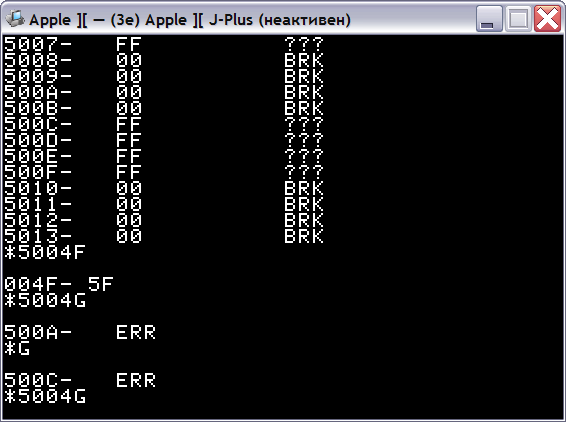 Apple ][ — (3e) Apple ][ J-Plus (неактивен)
5007- FF ???
5008- 00 BRK
5009- 00 BRK
500A- 00 BRK
500B- 00 BRK
500C- FF ???
500D- FF ???
500E- FF ???
500F- FF ???
5010- 00 BRK
5011- 00 BRK
5012- 00 BRK
5013- 00 BRK
*5004F
004F- 5F
*5004G
500A- ERR
*G
500C- ERR
*5004G